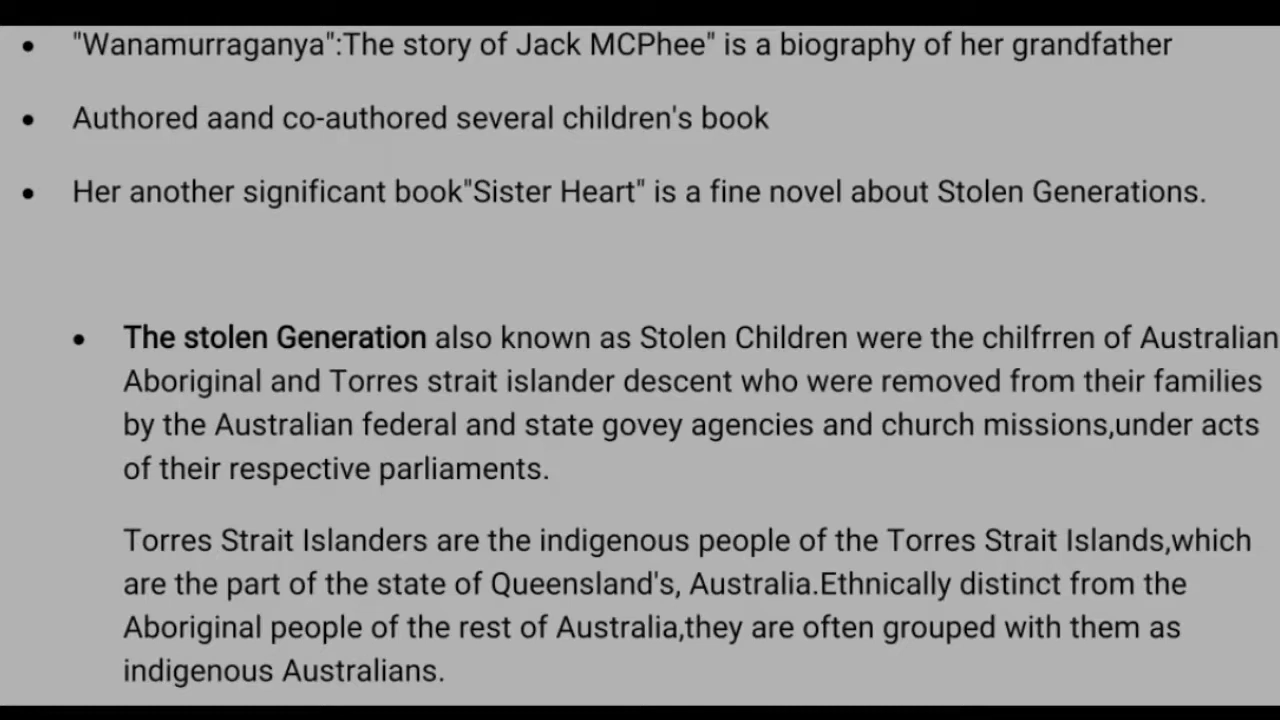 • "Wanamurraganya":The story of Jack MCPhee" is a biography of her grandfather
• Authored aand co-authored several children's book
• Her another significant book"Sister Heart" is a fine novel about Stolen Generations.
• The stolen Generation also known as Stolen Children were the chilfrren of Australian
Aboriginal and Torres strait islander descent who were removed from their families
by the Australian federal and state govey agencies and church missions,under acts
of their respective parliaments.
Torres Strait Islanders are the indigenous people of the Torres Strait Islands,which
are the part of the state of Queensland's, Australia.Ethnically distinct from the
Aboriginal people of the rest of Australia,they are often grouped with them as
indigenous Australians.